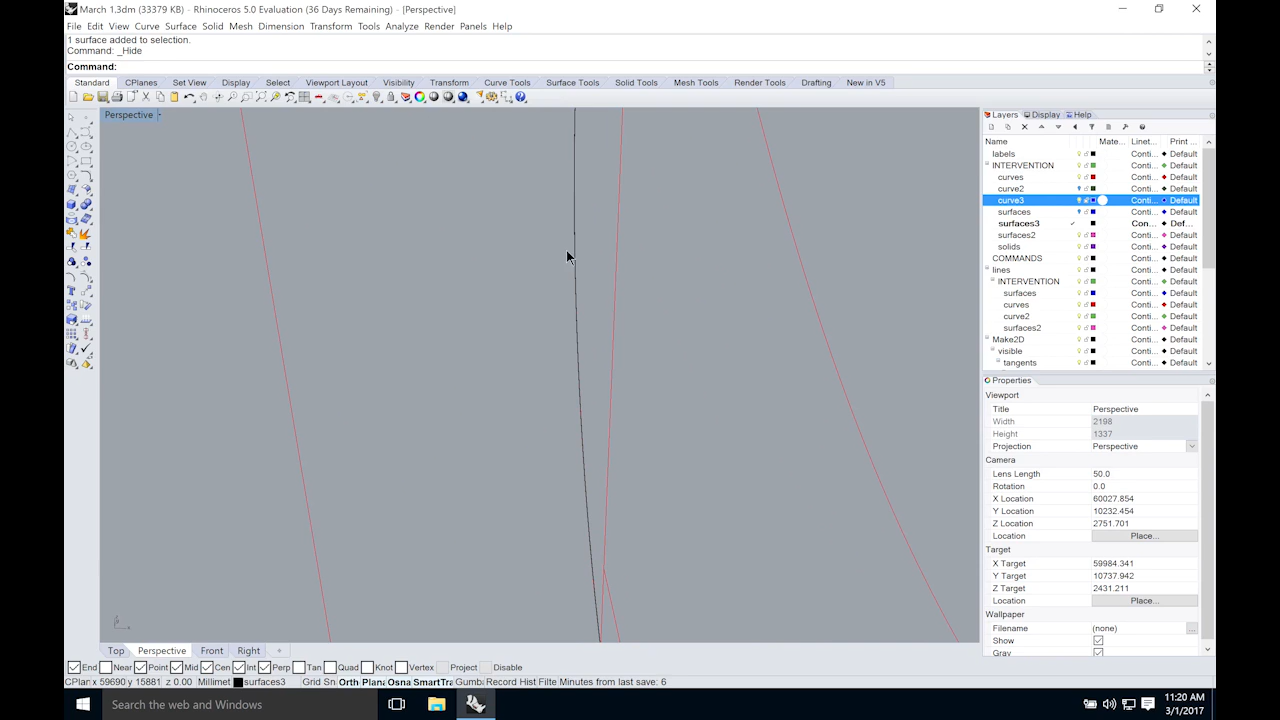 March 1.3dm (33379 KB) - Rhinoceros 5.0 Evaluation (36 Days Remaining) - [Perspective]
File Edit View Curve Surface Solid Mesh Dimension Transform Tools Analyze Render Panels Help
1 surface added to selection.
Command: _Hide
Command:
Standard CPlanes Set View Display Select Viewport Layout Visibility Transform Curve Tools Surface Tools Solid Tools Mesh Tools Render Tools Drafting New in V5
Perspective
Layers Display Help
Name Mate... Linet... Print ...
labels Conti... Default
INTERVENTION Conti... Default
curves Conti... Default
curve2 Conti... Default
curve3 Conti... Default
surfaces Conti... Default
surfaces3 Con... Def...
surfaces2 Conti... Default
solids Conti... Default
COMMANDS Conti... Default
lines Conti... Default
INTERVENTION Conti... Default
surfaces Conti... Default
curves Conti... Default
curve2 Conti... Default
surfaces2 Conti... Default
Make2D Conti... Default
visible Conti... Default
tangents Conti... Default
Properties
Viewport
Title Perspective
Width 2198
Height 1337
Projection Perspective
Camera
Lens Length 50.0
Rotation 0.0
X Location 60027.854
Y Location 10232.454
Z Location 2751.701
Location Place...
Target
X Target 59984.341
Y Target 10737.942
Z Target 2431.211
Location Place...
Wallpaper
Filename (none) ...
Show
Gray
Top Perspective Front Right
End Near Point Mid Cen Int Perp Tan Quad Knot Vertex Project Disable
CPlan x 59690 y 15881 z 0.00 Millimet surfaces3 Grid Sn Orth Plana Osna SmartTra Gumba Record Hist Filte Minutes from last save: 6
Search the web and Windows
11:20 AM
3/1/2017